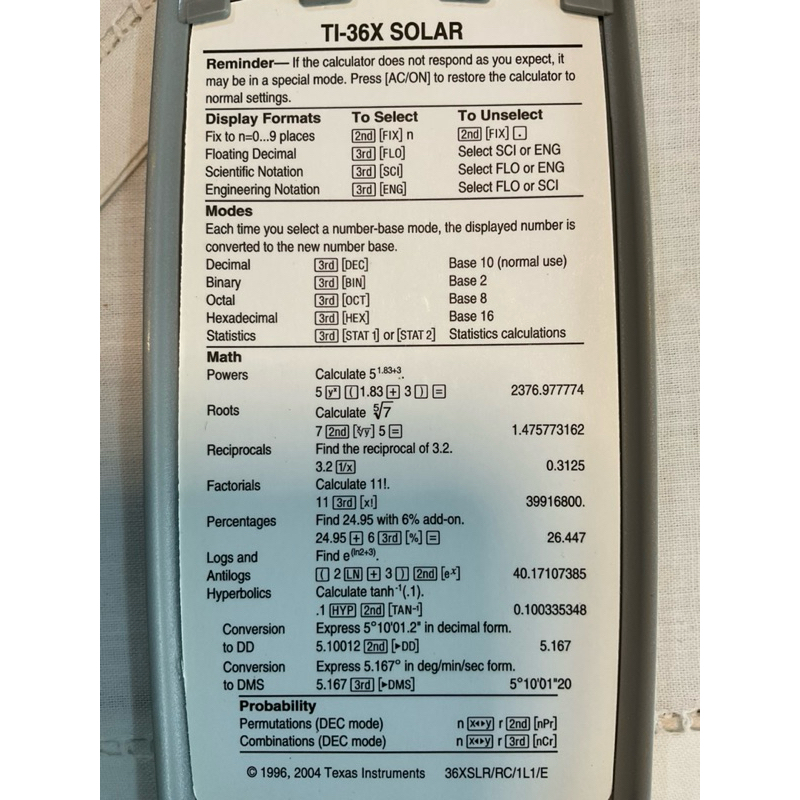 TI-36X SOLAR
Reminder— If the calculator does not respond as you expect, it
may be in a special mode. Press [AC/ON] to restore the calculator to
normal settings.
Display Formats To Select To Unselect
Fix to n=0...9 places 2nd [FIX] n 2nd [FIX] .
Floating Decimal 3rd [FLO] Select SCI or ENG
Scientific Notation 3rd [SCI] Select FLO or ENG
Engineering Notation 3rd [ENG] Select FLO or SCI
Modes
Each time you select a number-base mode, the displayed number is
converted to the new number base.
Decimal 3rd [DEC] Base 10 (normal use)
Binary 3rd [BIN] Base 2
Octal 3rd [OCT] Base 8
Hexadecimal 3rd [HEX] Base 16
Statistics 3rd [STAT 1] or [STAT 2] Statistics calculations
Math
Powers Calculate 5^1.83+3.
5 yˣ ( 1.83 + 3 ) = 2376.977774
Roots Calculate ⁵√7
7 2nd [ˣ√y] 5 = 1.475773162
Reciprocals Find the reciprocal of 3.2.
3.2 1/x 0.3125
Factorials Calculate 11!.
11 3rd [x!] 39916800.
Percentages Find 24.95 with 6% add-on.
24.95 + 6 3rd [%] = 26.447
Logs and Find e^(ln2+3).
Antilogs ( 2 LN + 3 ) 2nd [eˣ] 40.17107385
Hyperbolics Calculate tanh⁻¹(.1).
.1 HYP 2nd [TAN⁻¹] 0.100335348
Conversion Express 5°10'01.2" in decimal form.
to DD 5.10012 2nd [▸DD] 5.167
Conversion Express 5.167° in deg/min/sec form.
to DMS 5.167 3rd [▸DMS] 5°10'01"20
Probability
Permutations (DEC mode) n x◂▸y r 2nd [nPr]
Combinations (DEC mode) n x◂▸y r 3rd [nCr]
© 1996, 2004 Texas Instruments 36XSLR/RC/1L1/E